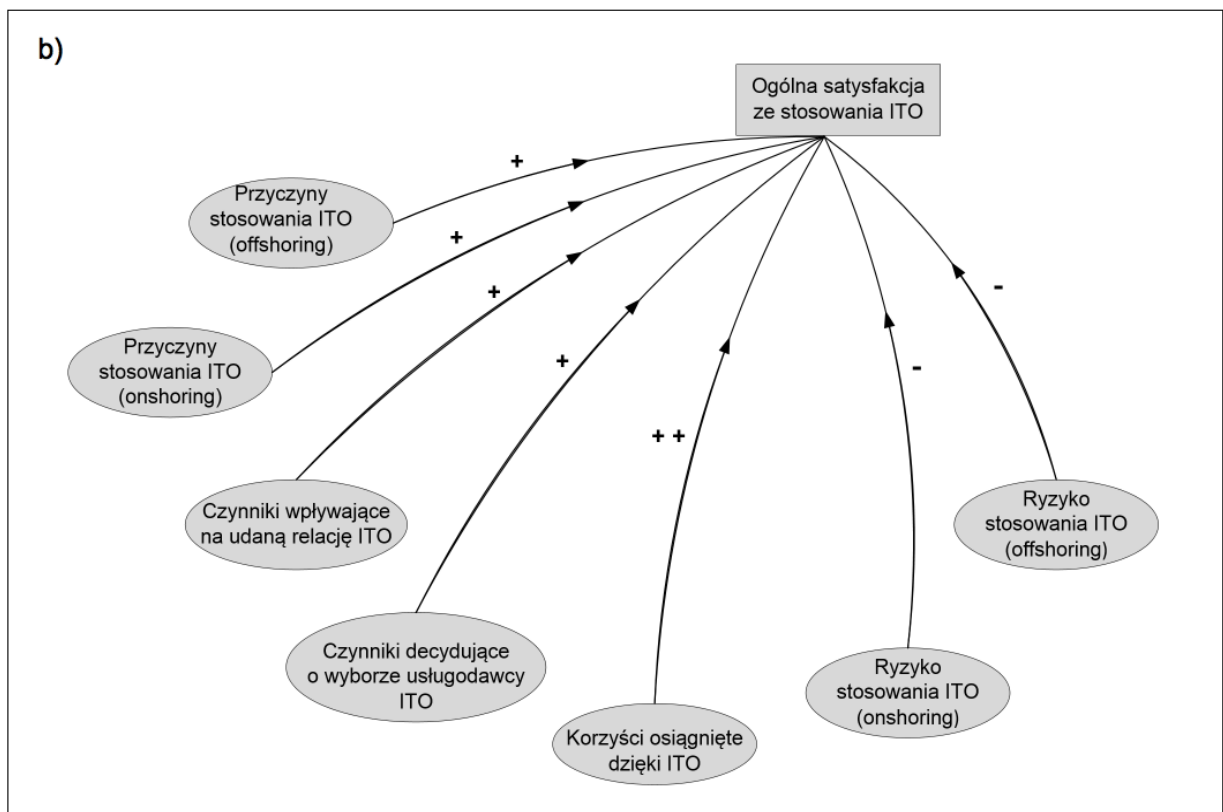 b)
Ogólna satysfakcja
ze stosowania ITO
+
Przyczyny
stosowania ITO
(offshoring)
+
Przyczyny
stosowania ITO
(onshoring)
+
Czynniki wpływające
na udaną relację ITO
+
Czynniki decydujące
o wyborze usługodawcy
ITO
+ +
Korzyści osiągnięte
dzięki ITO
-
Ryzyko
stosowania ITO
(onshoring)
-
Ryzyko
stosowania ITO
(offshoring)